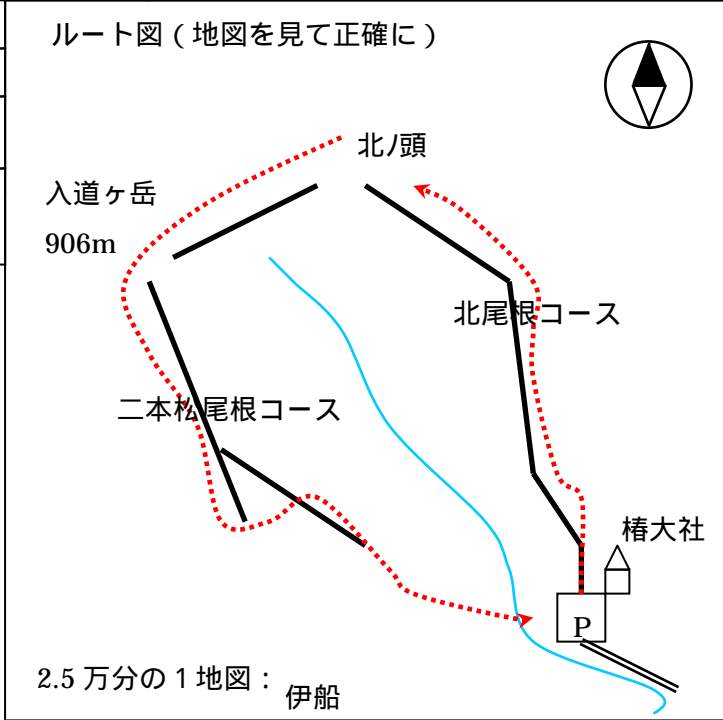 ルート図（地図を見て正確に）
北ノ頭
入道ヶ岳
906m
北尾根コース
二本松尾根コース
椿大社
P
2.5 万分の 1 地図：
伊船